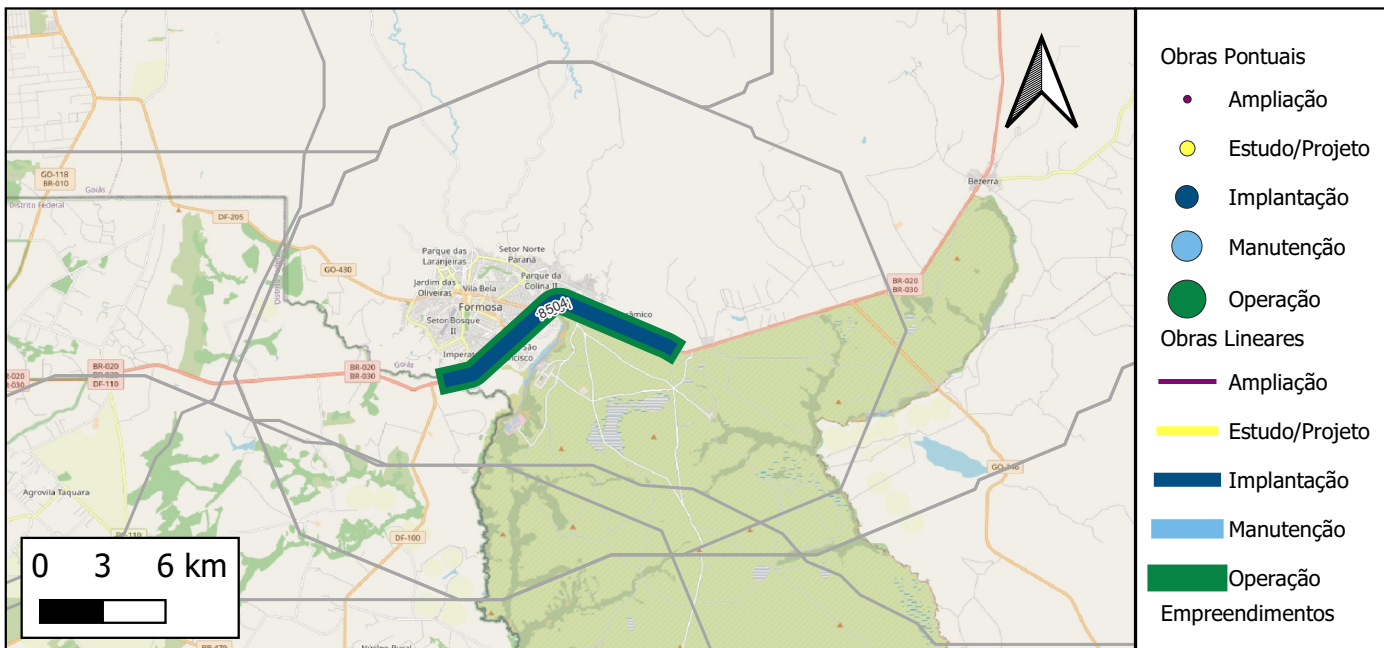 GO-118
BR-010
Goiás
Distrito Federal
DF-205
GO-430
Parque das
Laranjeiras
Setor Norte
Paraná
Parque da
Colina II
Jardim das
Oliveiras
Vila Bela
Formosa
Setor Bosque
II
8504
Bezerra
BR-020
BR-030
Goiás
BR-020
BR-030
BR-020
DF-110
Agrovila Taquara
DF-100
GO-346
BR-479
0 3 6 km
Obras Pontuais
Ampliação
Estudo/Projeto
Implantação
Manutenção
Operação
Obras Lineares
Ampliação
Estudo/Projeto
Implantação
Manutenção
Operação
Empreendimentos